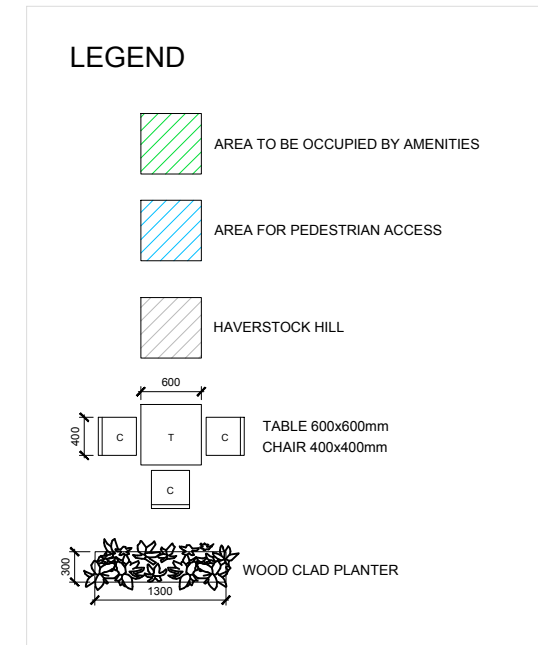 LEGEND
AREA TO BE OCCUPIED BY AMENITIES
AREA FOR PEDESTRIAN ACCESS
HAVERSTOCK HILL
600
400
C
T
C
C
TABLE 600x600mm
CHAIR 400x400mm
300
1300
WOOD CLAD PLANTER